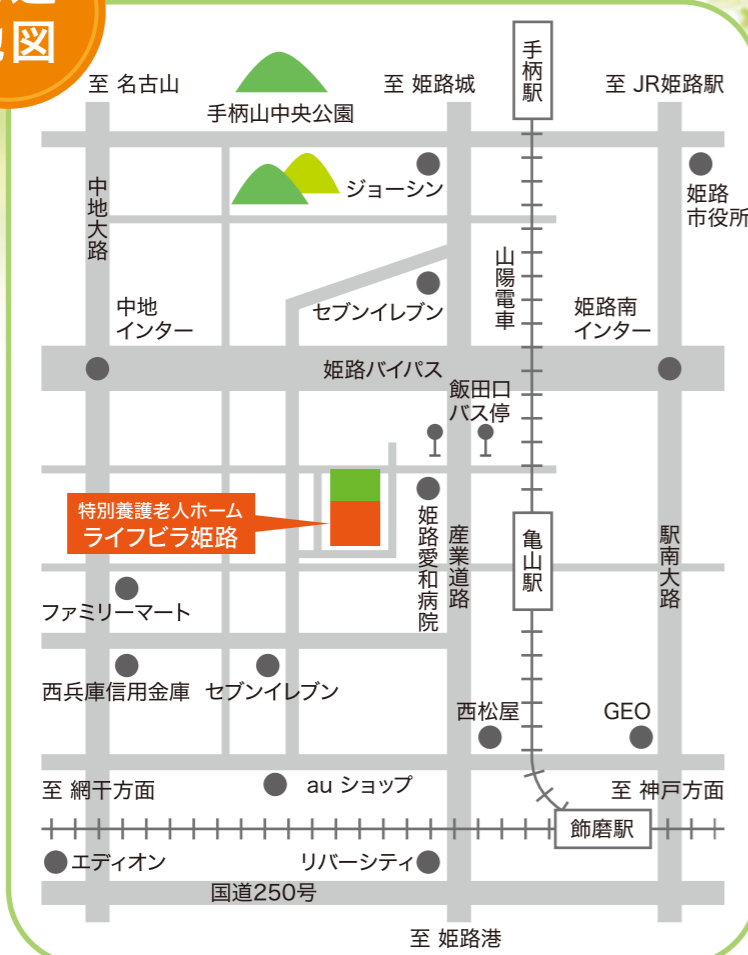 図
至 名古山
手柄山中央公園
至 姫路城
手柄駅
至 JR姫路駅
中地大路
ジョーシン
姫路
市役所
山陽電車
中地
インター
セブンイレブン
姫路南
インター
姫路バイパス
飯田口
バス停
特別養護老人ホーム
ライフビラ姫路
姫路愛和病院
産業道路
亀山駅
駅南大路
ファミリーマート
西兵庫信用金庫
セブンイレブン
西松屋
GEO
至 網干方面
au ショップ
至 神戸方面
飾磨駅
エディオン
リバーシティ
国道250号
至 姫路港